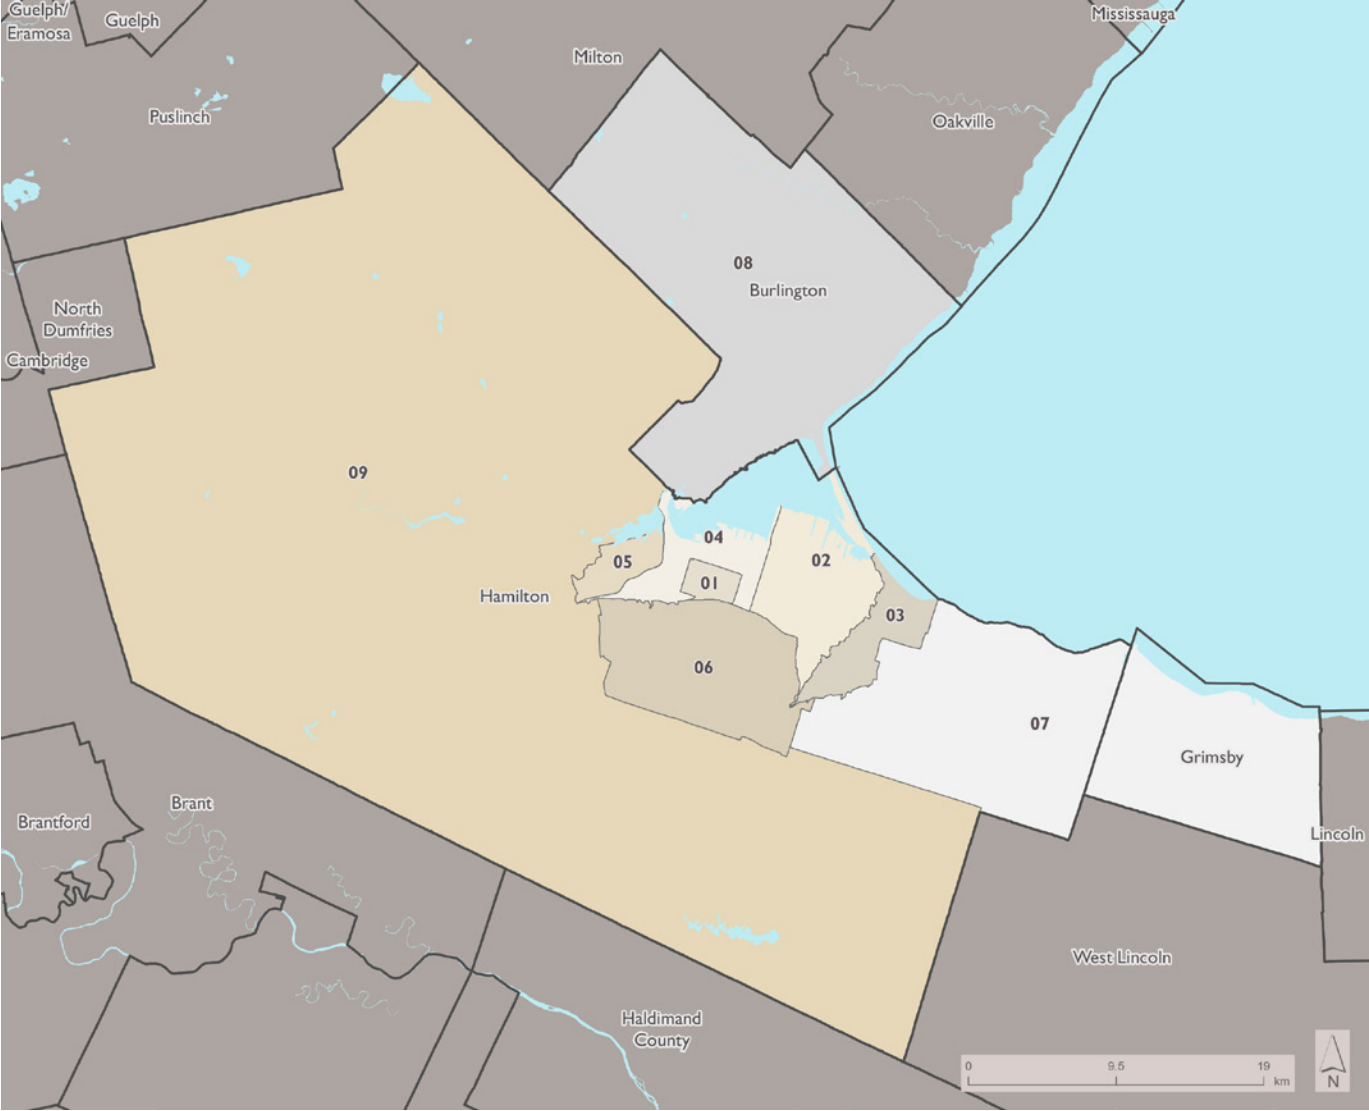 Guelph/
Eramosa
Guelph
Mississauga
Milton
Puslinch
Oakville
08
Burlington
North
Dumfries
Cambridge
09
04
05
02
01
Hamilton
03
06
07
Grimsby
Brant
Brantford
Lincoln
West Lincoln
Haldimand
County
0 9.5 19
km
N